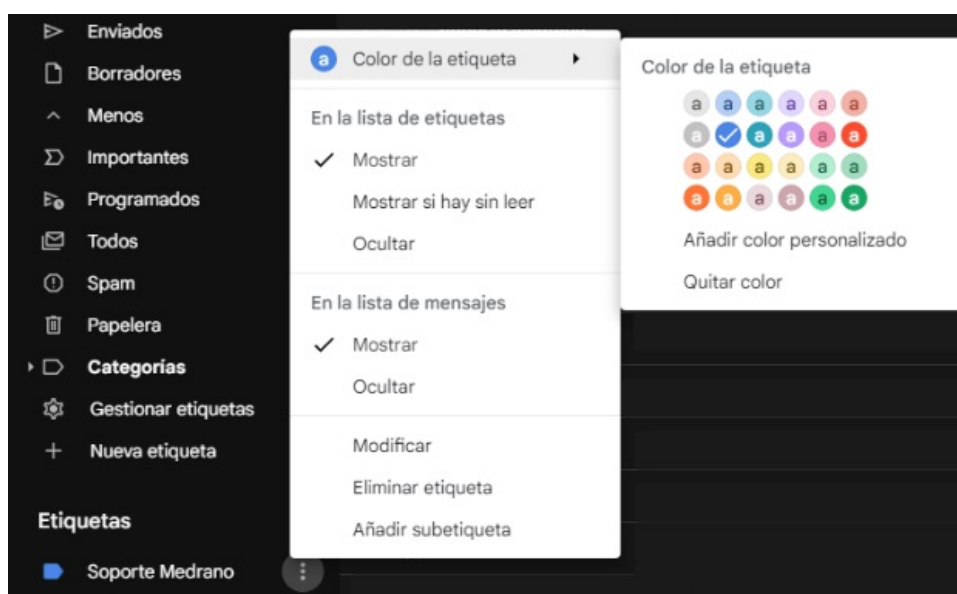 Enviados
Borradores
Menos
Importantes
Programados
Todos
Spam
Papelera
Categorías
Gestionar etiquetas
Nueva etiqueta
Etiquetas
Soporte Medrano
a Color de la etiqueta
En la lista de etiquetas
Mostrar
Mostrar si hay sin leer
Ocultar
En la lista de mensajes
Mostrar
Ocultar
Modificar
Eliminar etiqueta
Añadir subetiqueta
Color de la etiqueta
a a a a a a
a a a a a
a a a a a a
a a a a a a
Añadir color personalizado
Quitar color